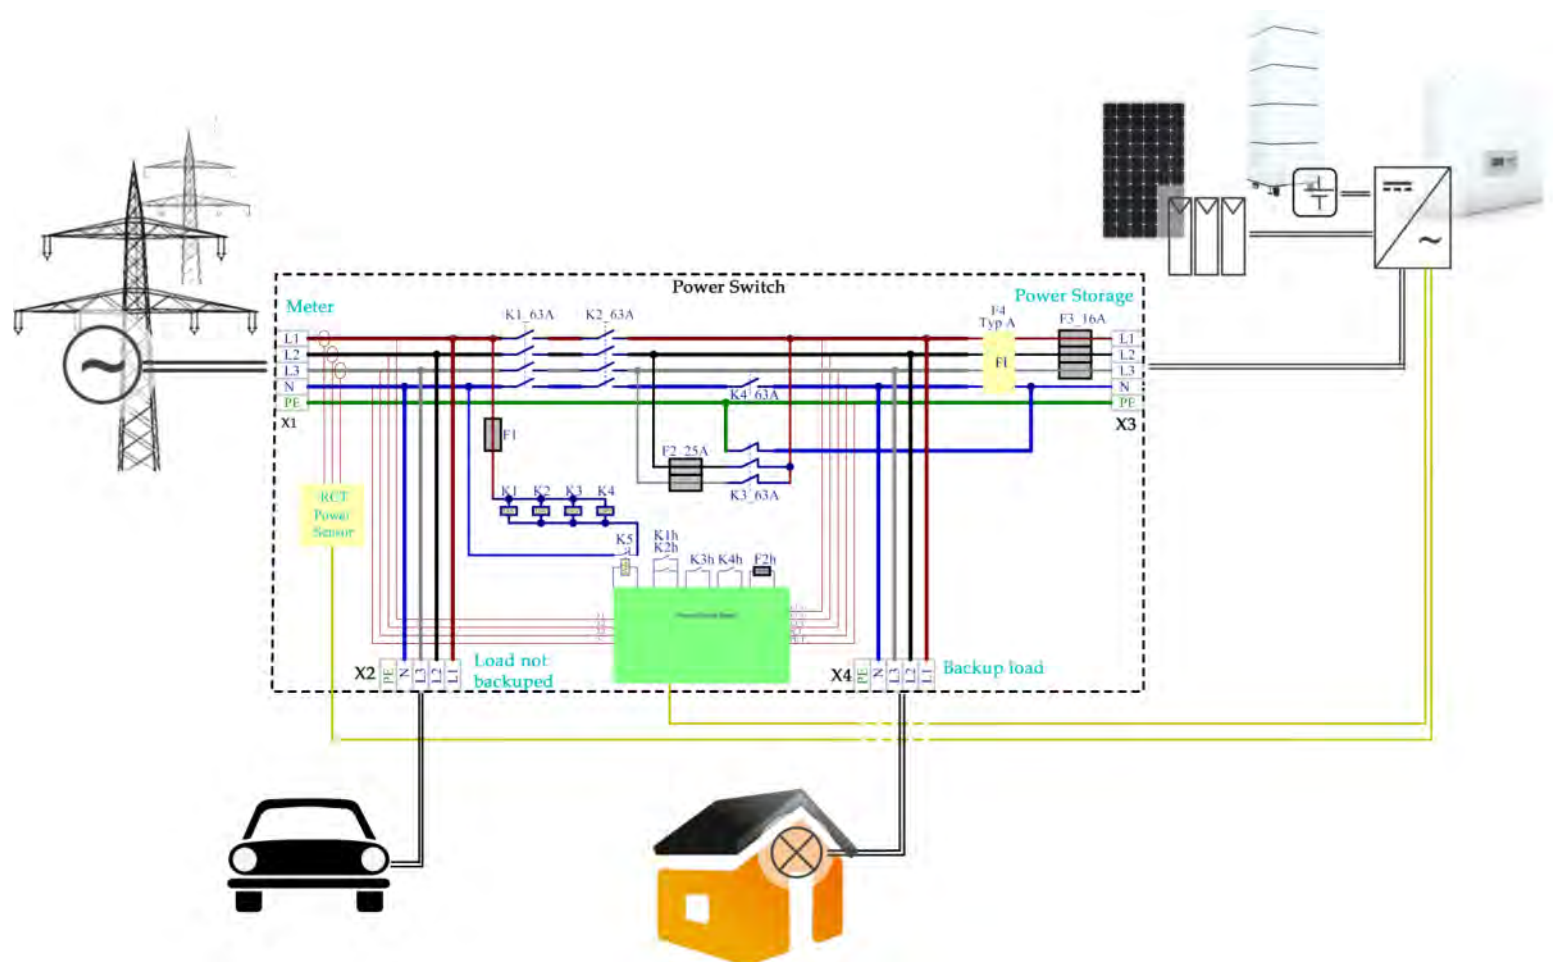 Power Switch
Meter
Power Storage
K1_63A
K2_63A
F4
Typ A
F3_16A
L1
L2
L3
N
PE
X1
FI
L1
L2
L3
N
PE
X3
K4_63A
F1
F2_25A
K3_63A
RCT
Power
Sensor
K1
K2
K3
K4
K5
K1h
K2h
K3h
K4h
F2h
X2
PE
N
L3
L2
L1
Load not
backuped
X4
PE
N
L3
L2
L1
Backup load